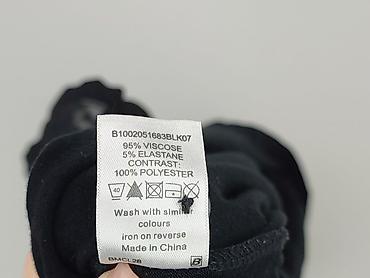 B1002051683BLK07
95% VISCOSE
5% ELASTANE
CONTRAST:
100% POLYESTER
40
Wash with similar
colours
iron on reverse
Made in China
BMCL28
B